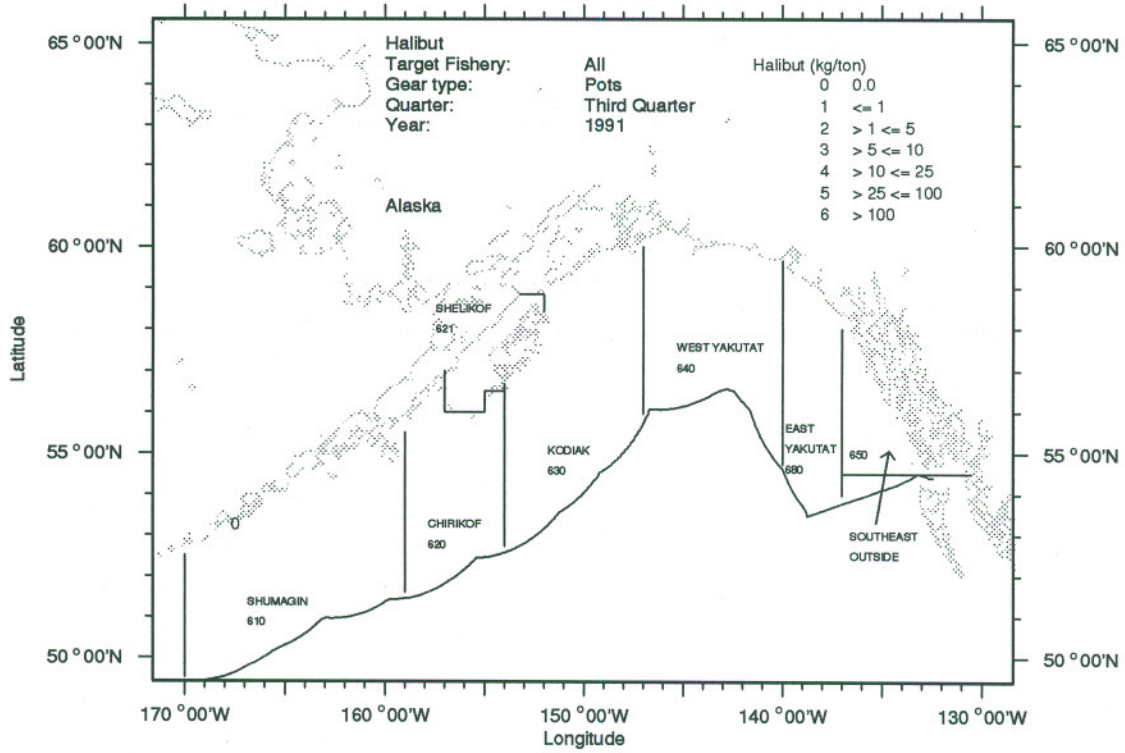 Halibut
Target Fishery: All
Gear type: Pots
Quarter: Third Quarter
Year: 1991
Halibut (kg/ton)
0 0.0
1 <= 1
2 > 1 <= 5
3 > 5 <= 10
4 > 10 <= 25
5 > 25 <= 100
6 > 100
Alaska
65°00'N
60°00'N
55°00'N
50°00'N
65°00'N
60°00'N
55°00'N
50°00'N
Latitude
SHELIKOF
621
WEST YAKUTAT
640
EAST
YAKUTAT
680
650
KODIAK
630
CHIRIKOF
620
0
SOUTHEAST
OUTSIDE
SHUMAGIN
610
170°00'W
160°00'W
150°00'W
140°00'W
130°00'W
Longitude